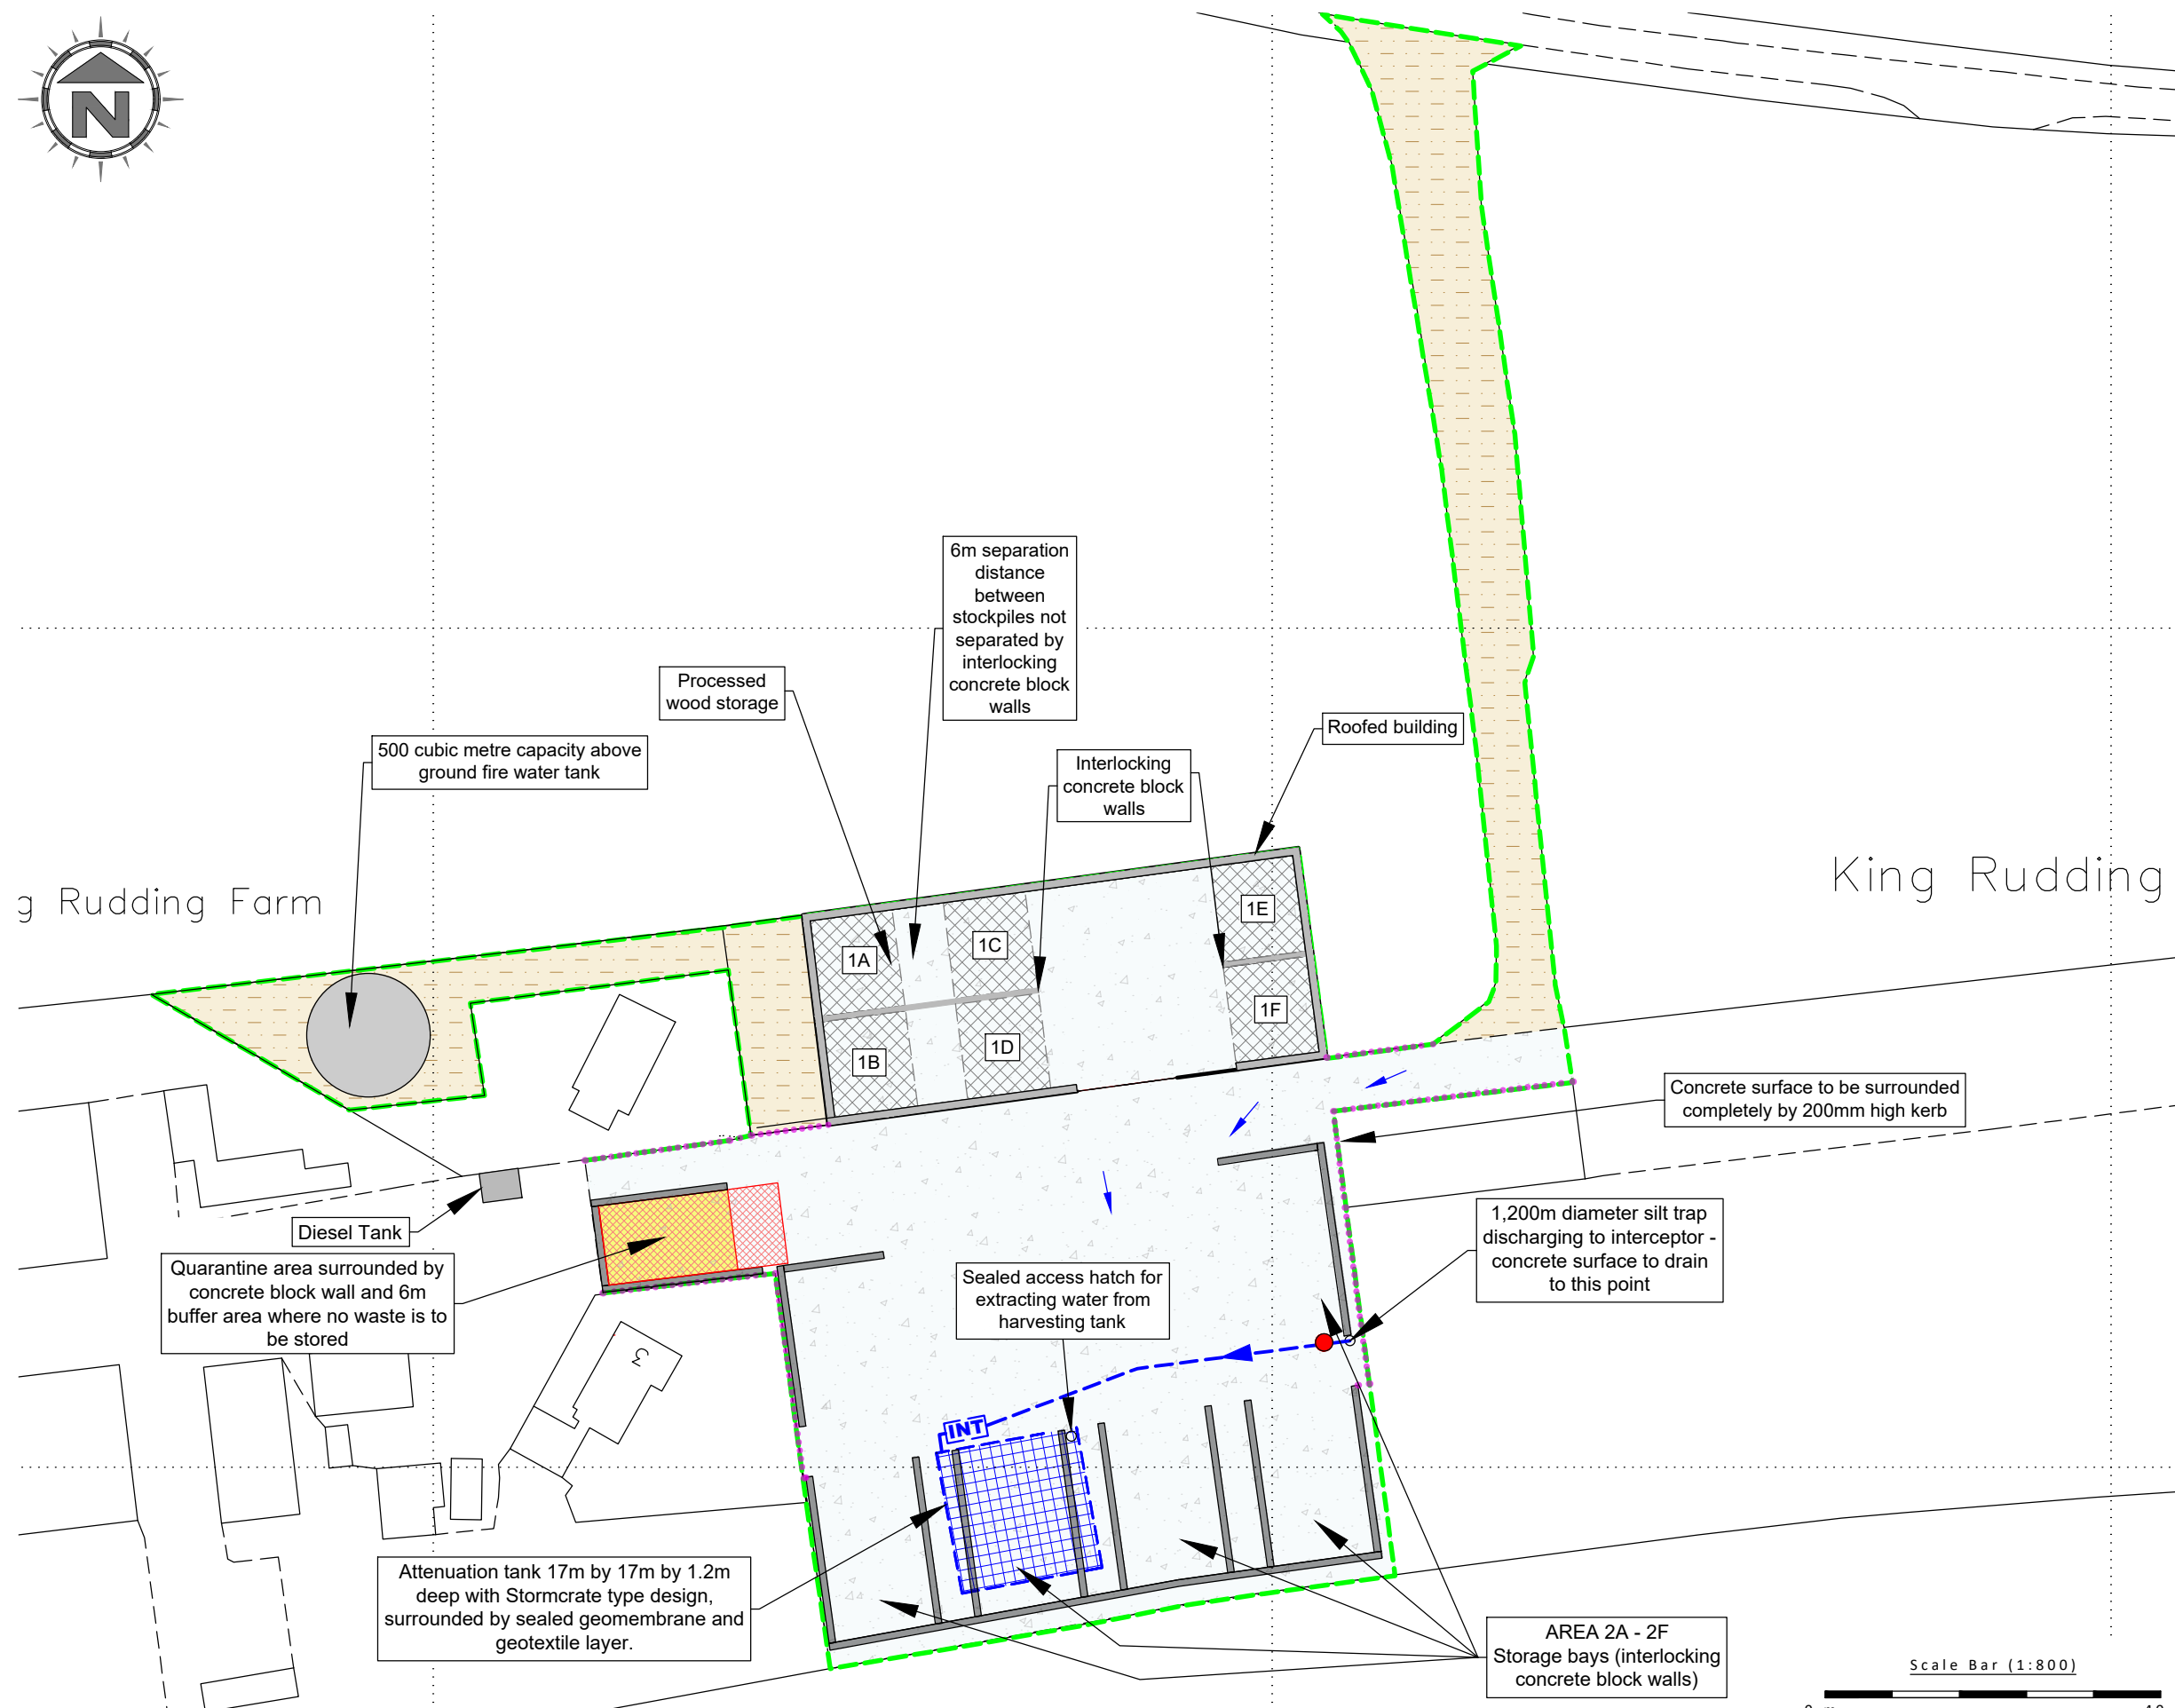 N
6m separation
distance
between
stockpiles not
separated by
interlocking
concrete block
walls
Processed
wood storage
Roofed building
500 cubic metre capacity above
ground fire water tank
Interlocking
concrete block
walls
King Rudding
g Rudding Farm
1A
1B
1C
1D
1E
1F
Concrete surface to be surrounded
completely by 200mm high kerb
Diesel Tank
1,200m diameter silt trap
discharging to interceptor -
concrete surface to drain
to this point
Quarantine area surrounded by
concrete block wall and 6m
buffer area where no waste is to
be stored
Sealed access hatch for
extracting water from
harvesting tank
3
INT
Attenuation tank 17m by 17m by 1.2m
deep with Stormcrate type design,
surrounded by sealed geomembrane and
geotextile layer.
AREA 2A - 2F
Storage bays (interlocking
concrete block walls)
Scale Bar (1:800)